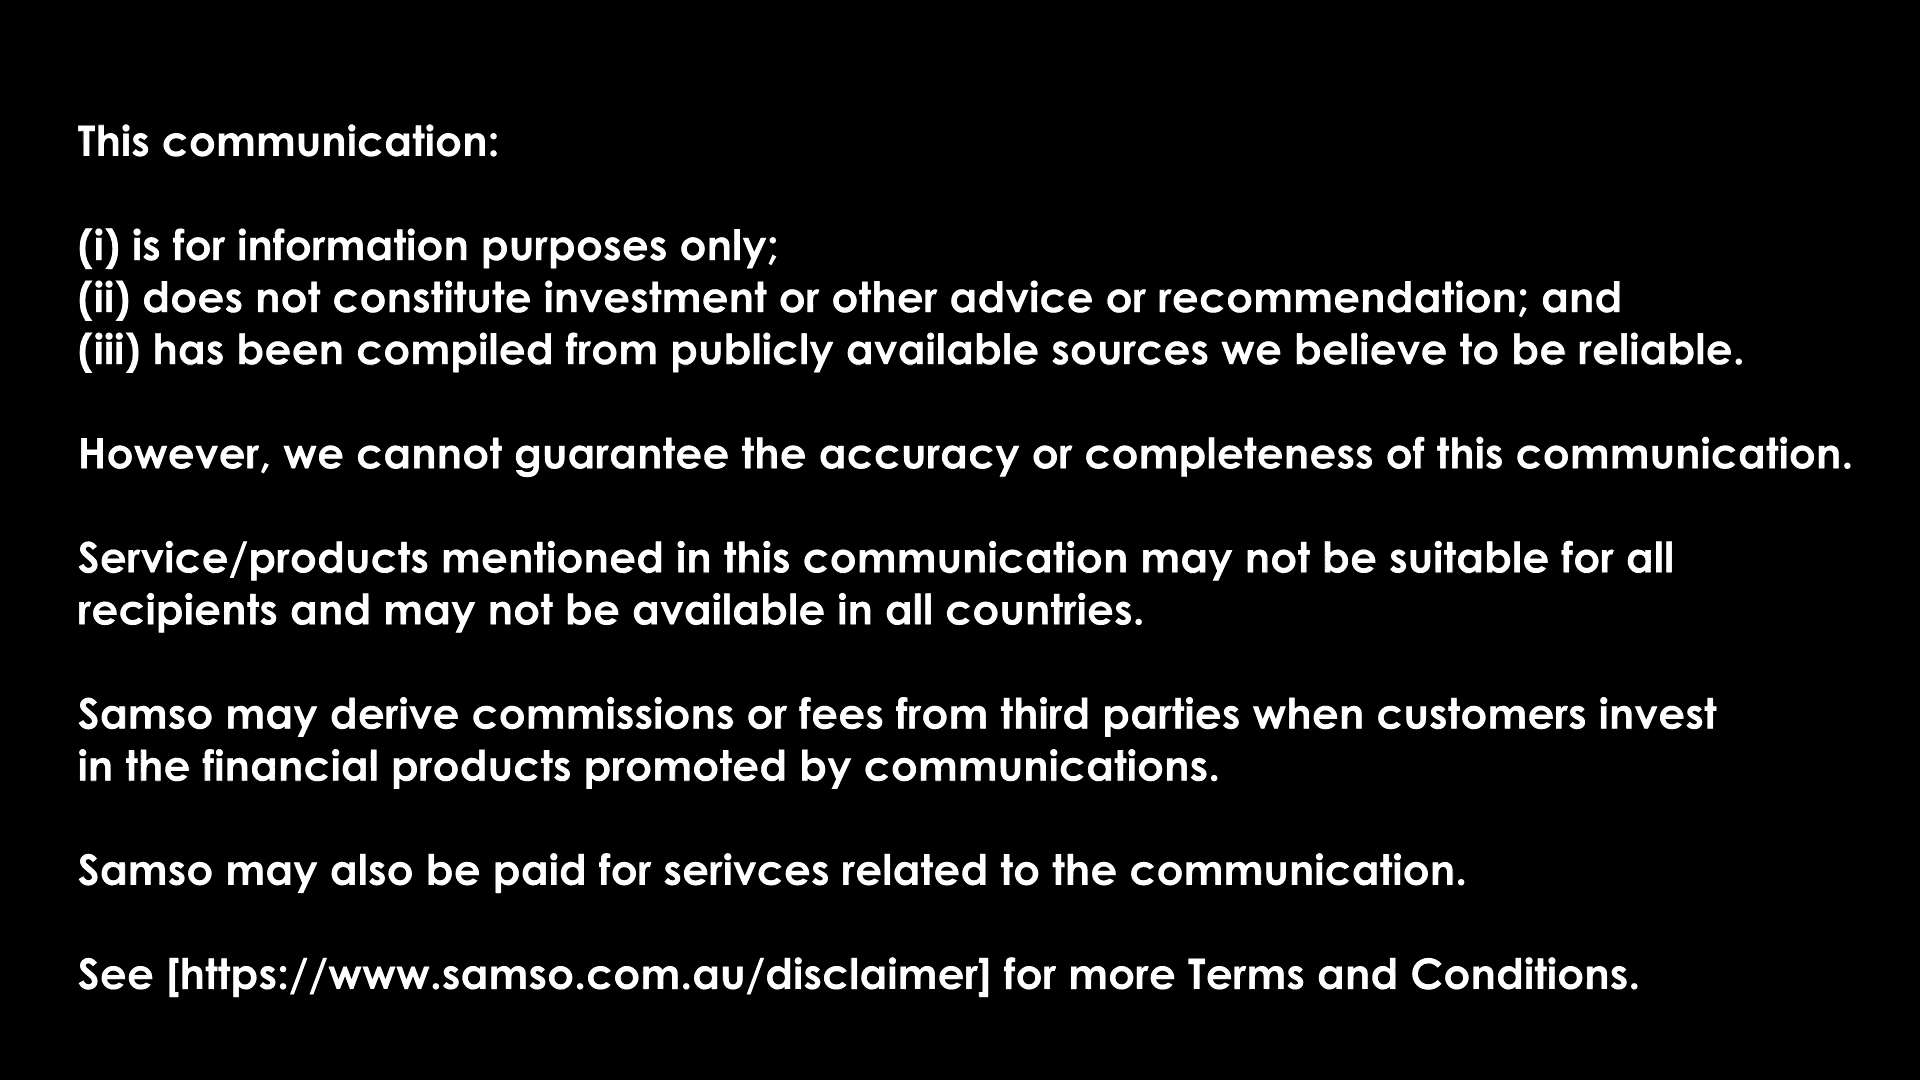 This communication:
(i) is for information purposes only;
(ii) does not constitute investment or other advice or recommendation; and
(iii) has been compiled from publicly available sources we believe to be reliable.
However, we cannot guarantee the accuracy or completeness of this communication.
Service/products mentioned in this communication may not be suitable for all
recipients and may not be available in all countries.
Samso may derive commissions or fees from third parties when customers invest
in the financial products promoted by communications.
Samso may also be paid for serivces related to the communication.
See [https://www.samso.com.au/disclaimer] for more Terms and Conditions.